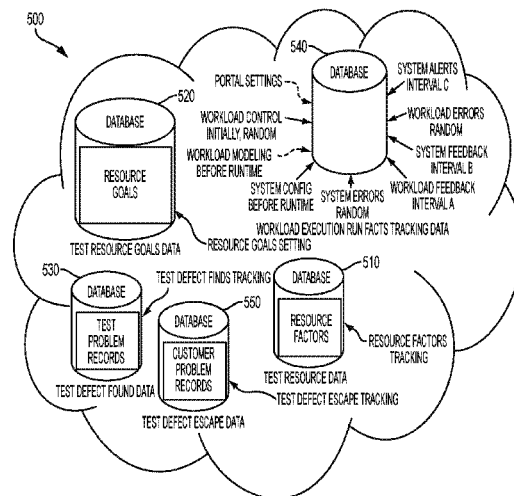 500
540
DATABASE
PORTAL SETTINGS
WORKLOAD CONTROL
INITIALLY, RANDOM
WORKLOAD MODELING
BEFORE RUNTIME
SYSTEM CONFIG
BEFORE RUNTIME
SYSTEM ERRORS
RANDOM
SYSTEM ALERTS
INTERVAL C
WORKLOAD ERRORS
RANDOM
SYSTEM FEEDBACK
INTERVAL B
WORKLOAD FEEDBACK
INTERVAL A
WORKLOAD EXECUTION RUN FACTS TRACKING DATA
520
DATABASE
RESOURCE
GOALS
RESOURCE GOALS SETTING
TEST RESOURCE GOALS DATA
530
DATABASE
TEST
PROBLEM
RECORDS
TEST DEFECT FINDS TRACKING
TEST DEFECT FOUND DATA
550
DATABASE
CUSTOMER
PROBLEM
RECORDS
TEST DEFECT ESCAPE TRACKING
TEST DEFECT ESCAPE DATA
510
DATABASE
RESOURCE
FACTORS
RESOURCE FACTORS
TRACKING
TEST RESOURCE DATA